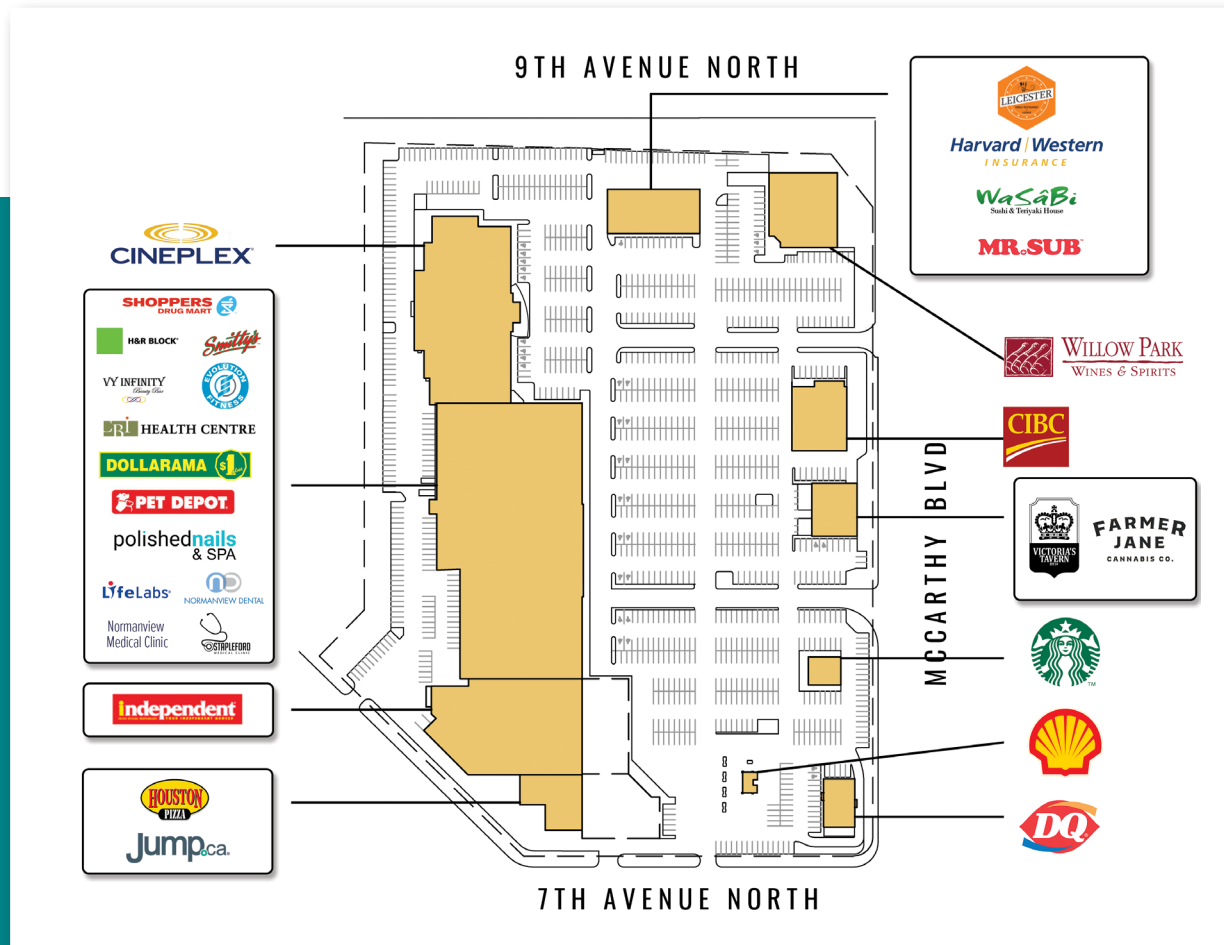 9TH AVENUE NORTH
LEICESTER
Harvard Western
INSURANCE
WaSâBi
Sushi & Teriyaki House
MR.SUB
CINEPLEX
SHOPPERS
DRUG MART
H&R BLOCK
Smitty's
VY INFINITY
Beauty Bar
EVOLUTION
FITNESS
HEALTH CENTRE
DOLLARAMA $1
PET DEPOT.
polishednails
& SPA
LifeLabs
NORMANVIEW DENTAL
Normanview
Medical Clinic
STAPLEFORD
MEDICAL CLINIC
independent
YOUR INDEPENDENT GROCER
HOUSTON
PIZZA
Jump.ca
WILLOW PARK
WINES & SPIRITS
CIBC
MCCARTHY BLVD
VICTORIA'S
TAVERN
FARMER
JANE
CANNABIS CO.
TM
DQ
7TH AVENUE NORTH